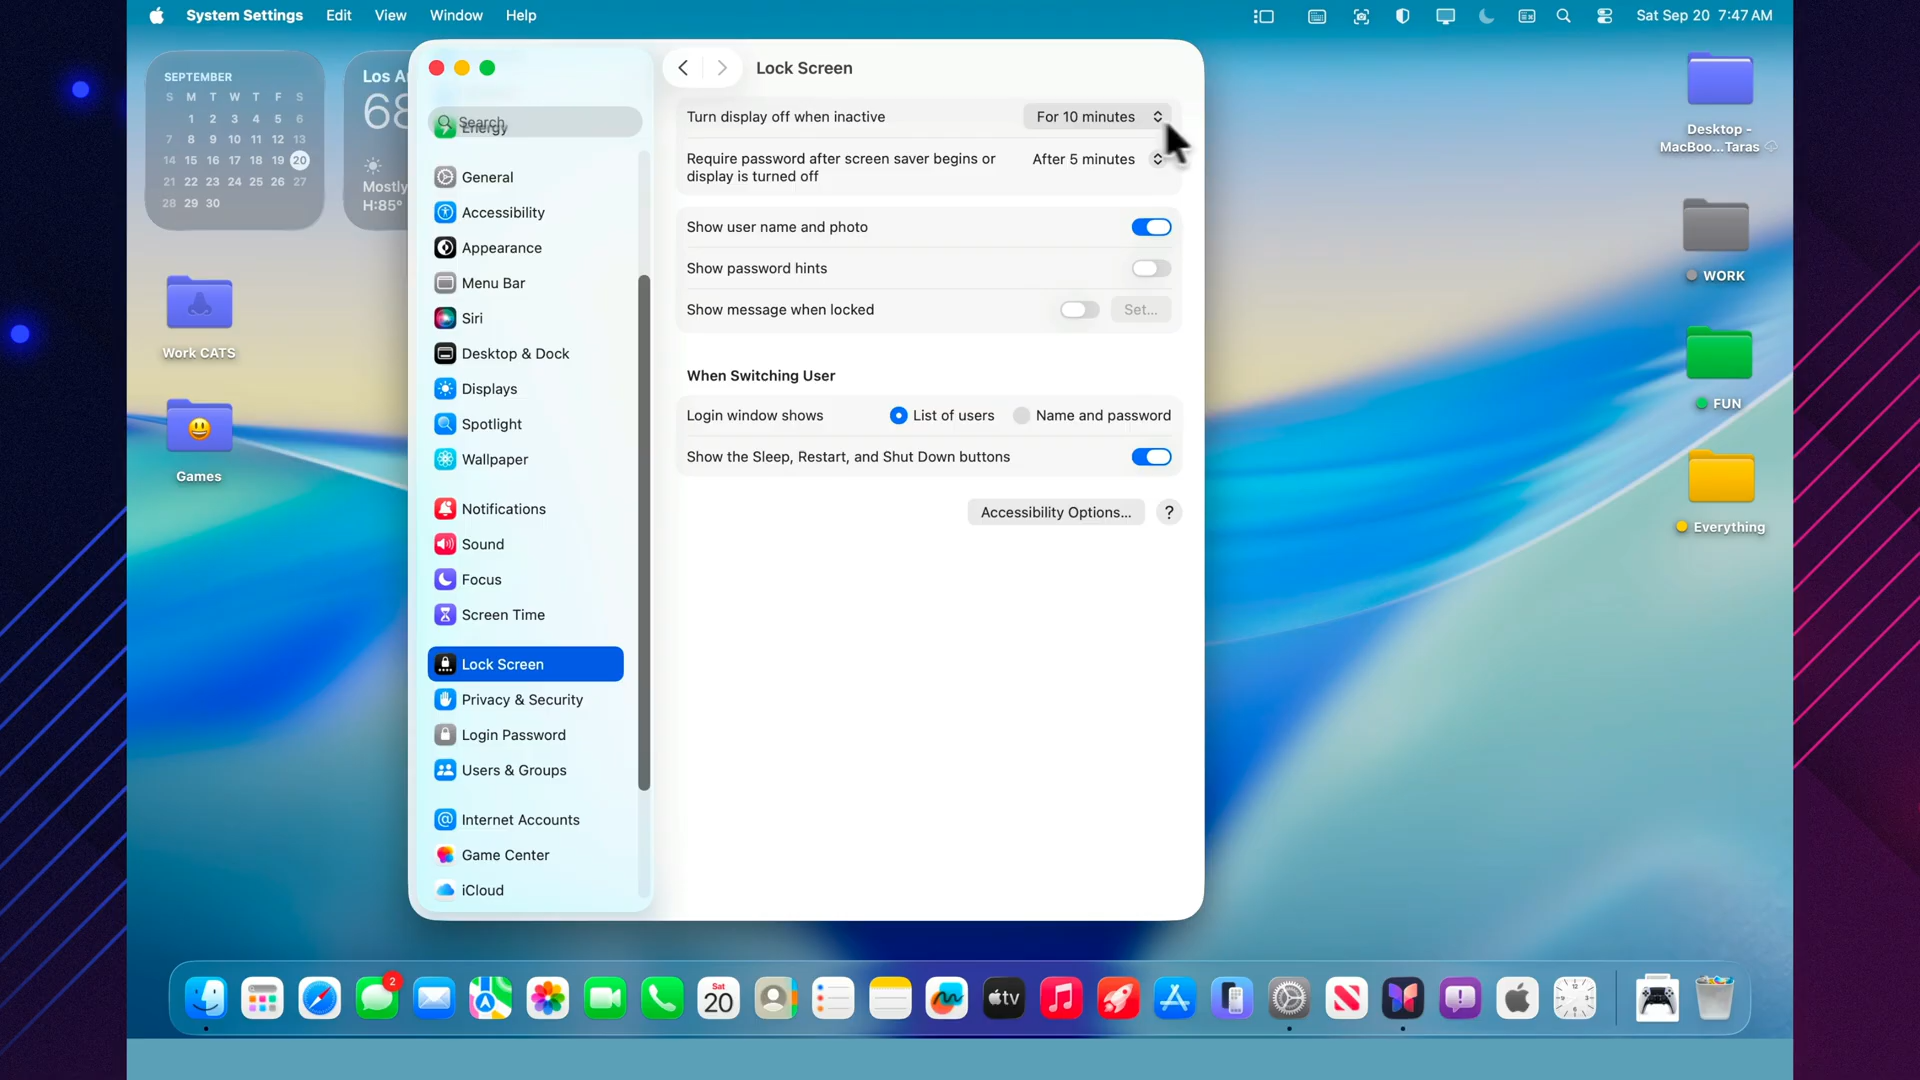 System Settings Edit View Window Help
Sat Sep 20 7:47 AM
SEPTEMBER
S M T W T F S
1 2 3 4 5 6
7 8 9 10 11 12 13
14 15 16 17 18 19 20
21 22 23 24 25 26 27
28 29 30
Los A
68
Mostly
H:85°
Work CATS
Games
Search
Energy
General
Accessibility
Appearance
Menu Bar
Siri
Desktop & Dock
Displays
Spotlight
Wallpaper
Notifications
Sound
Focus
Screen Time
Lock Screen
Privacy & Security
Login Password
Users & Groups
Internet Accounts
Game Center
iCloud
Lock Screen
Turn display off when inactive For 10 minutes
Require password after screen saver begins or After 5 minutes
display is turned off
Show user name and photo
Show password hints
Show message when locked Set...
When Switching User
Login window shows List of users Name and password
Show the Sleep, Restart, and Shut Down buttons
Accessibility Options... ?
Desktop -
MacBoo...Taras
WORK
FUN
Everything
2
Sat
20
tv